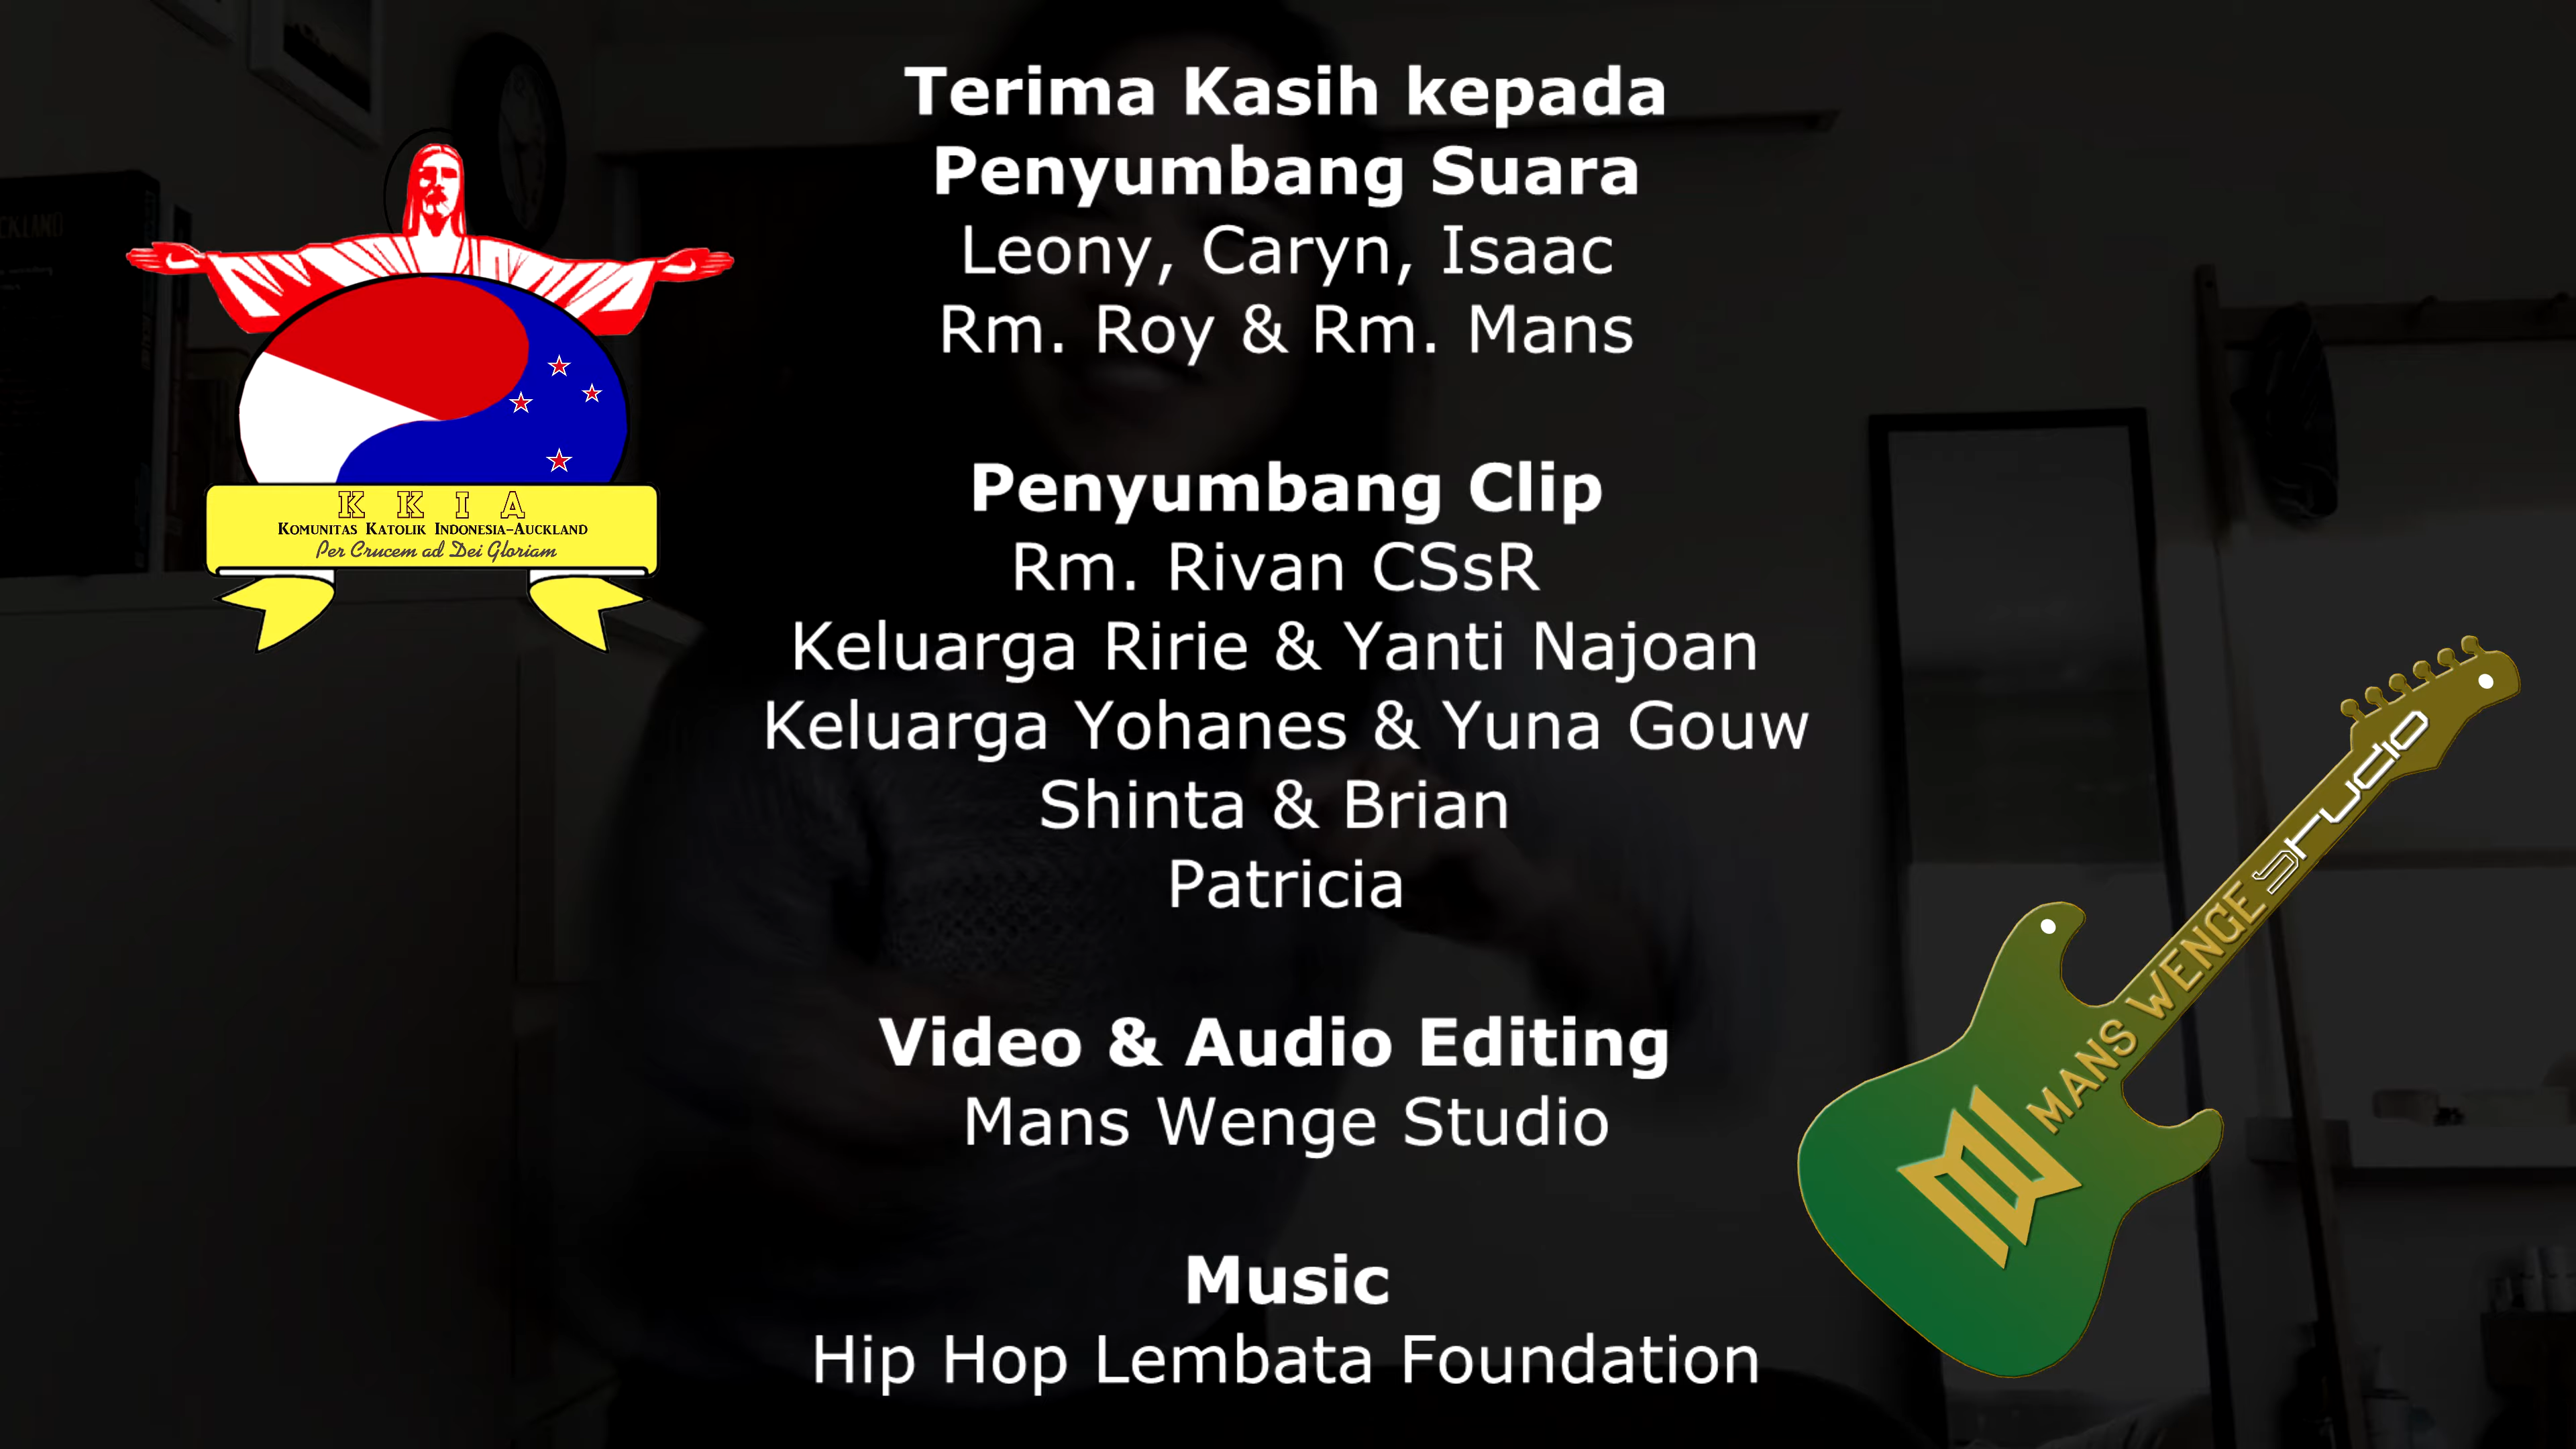 Terima Kasih kepada
Penyumbang Suara
Leony, Caryn, Isaac
Rm. Roy & Rm. Mans
Penyumbang Clip
Rm. Rivan CSsR
Keluarga Ririe & Yanti Najoan
Keluarga Yohanes & Yuna Gouw
Shinta & Brian
Patricia
Video & Audio Editing
Mans Wenge Studio
Music
Hip Hop Lembata Foundation
K K I A
Komunitas Katolik Indonesia-Auckland
Per Crucem ad Dei Gloriam
MW MANS WENGE STUDIO